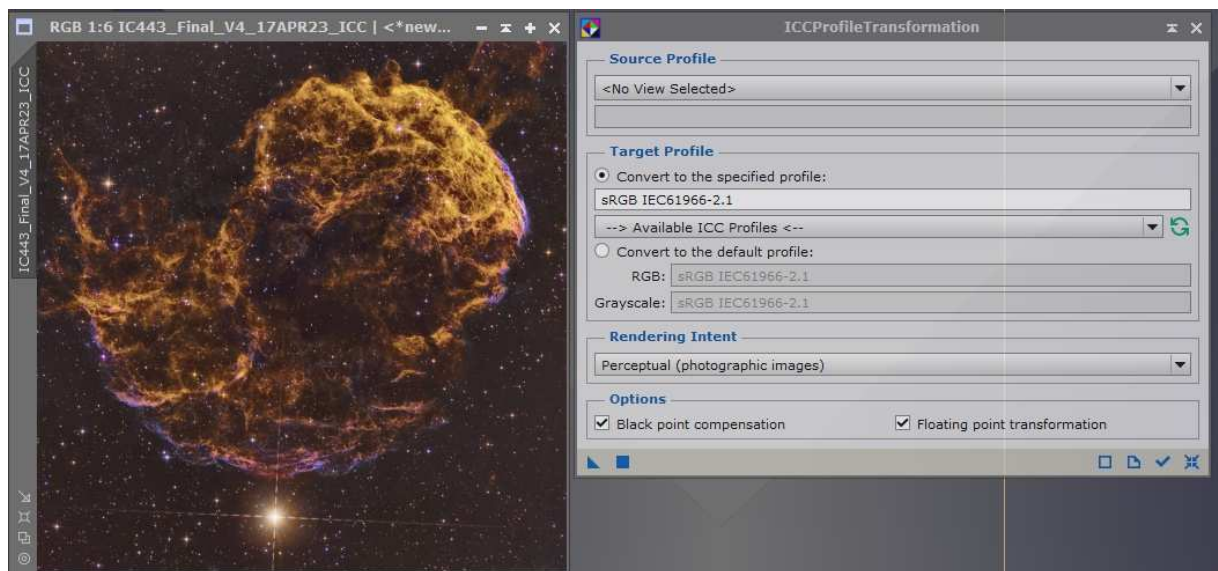 RGB 1:6 IC443_Final_V4_17APR23_ICC | <*new...
IC443_Final_V4_17APR23_ICC
ICCProfileTransformation
Source Profile
<No View Selected>
Target Profile
Convert to the specified profile:
sRGB IEC61966-2.1
--> Available ICC Profiles <--
Convert to the default profile:
RGB: sRGB IEC61966-2.1
Grayscale: sRGB IEC61966-2.1
Rendering Intent
Perceptual (photographic images)
Options
Black point compensation
Floating point transformation